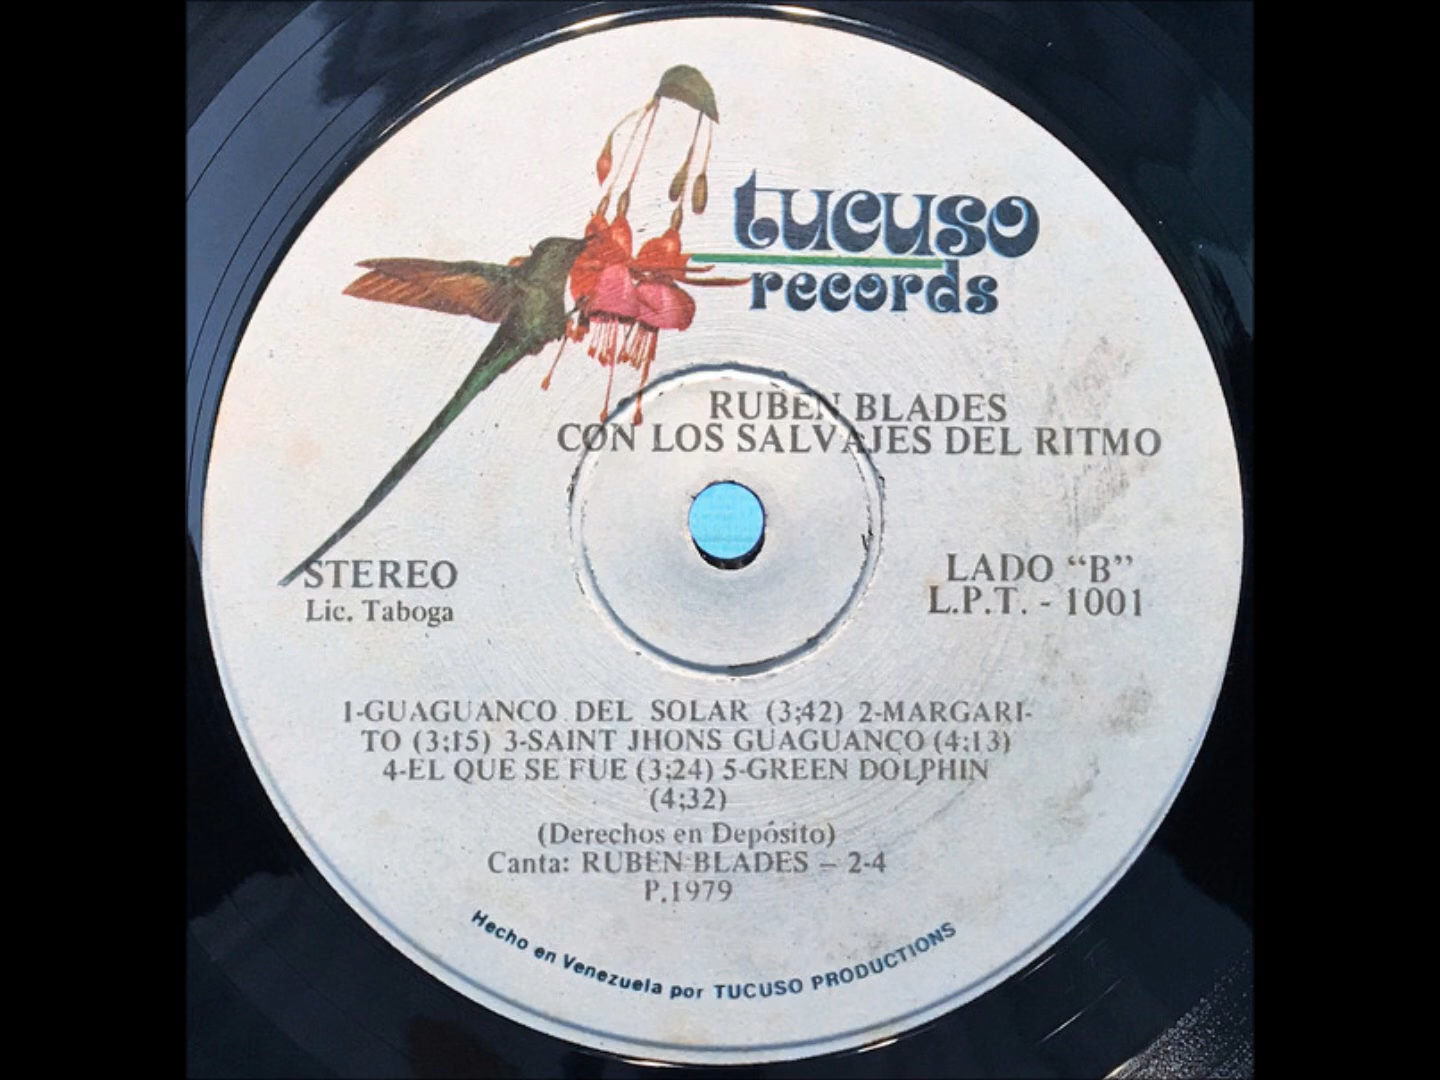 tucuso
records
RUBEN BLADES
CON LOS SALVAJES DEL RITMO
STEREO
Lic. Taboga
LADO “B”
L.P.T. - 1001
1-GUAGUANCO DEL SOLAR (3;42) 2-MARGARI-
TO (3;15) 3-SAINT JHONS GUAGUANCO (4;13)
4-EL QUE SE FUE (3;24) 5-GREEN DOLPHIN
(4;32)
(Derechos en Depósito)
Canta: RUBEN BLADES – 2-4
P.1979
Hecho en Venezuela por TUCUSO PRODUCTIONS